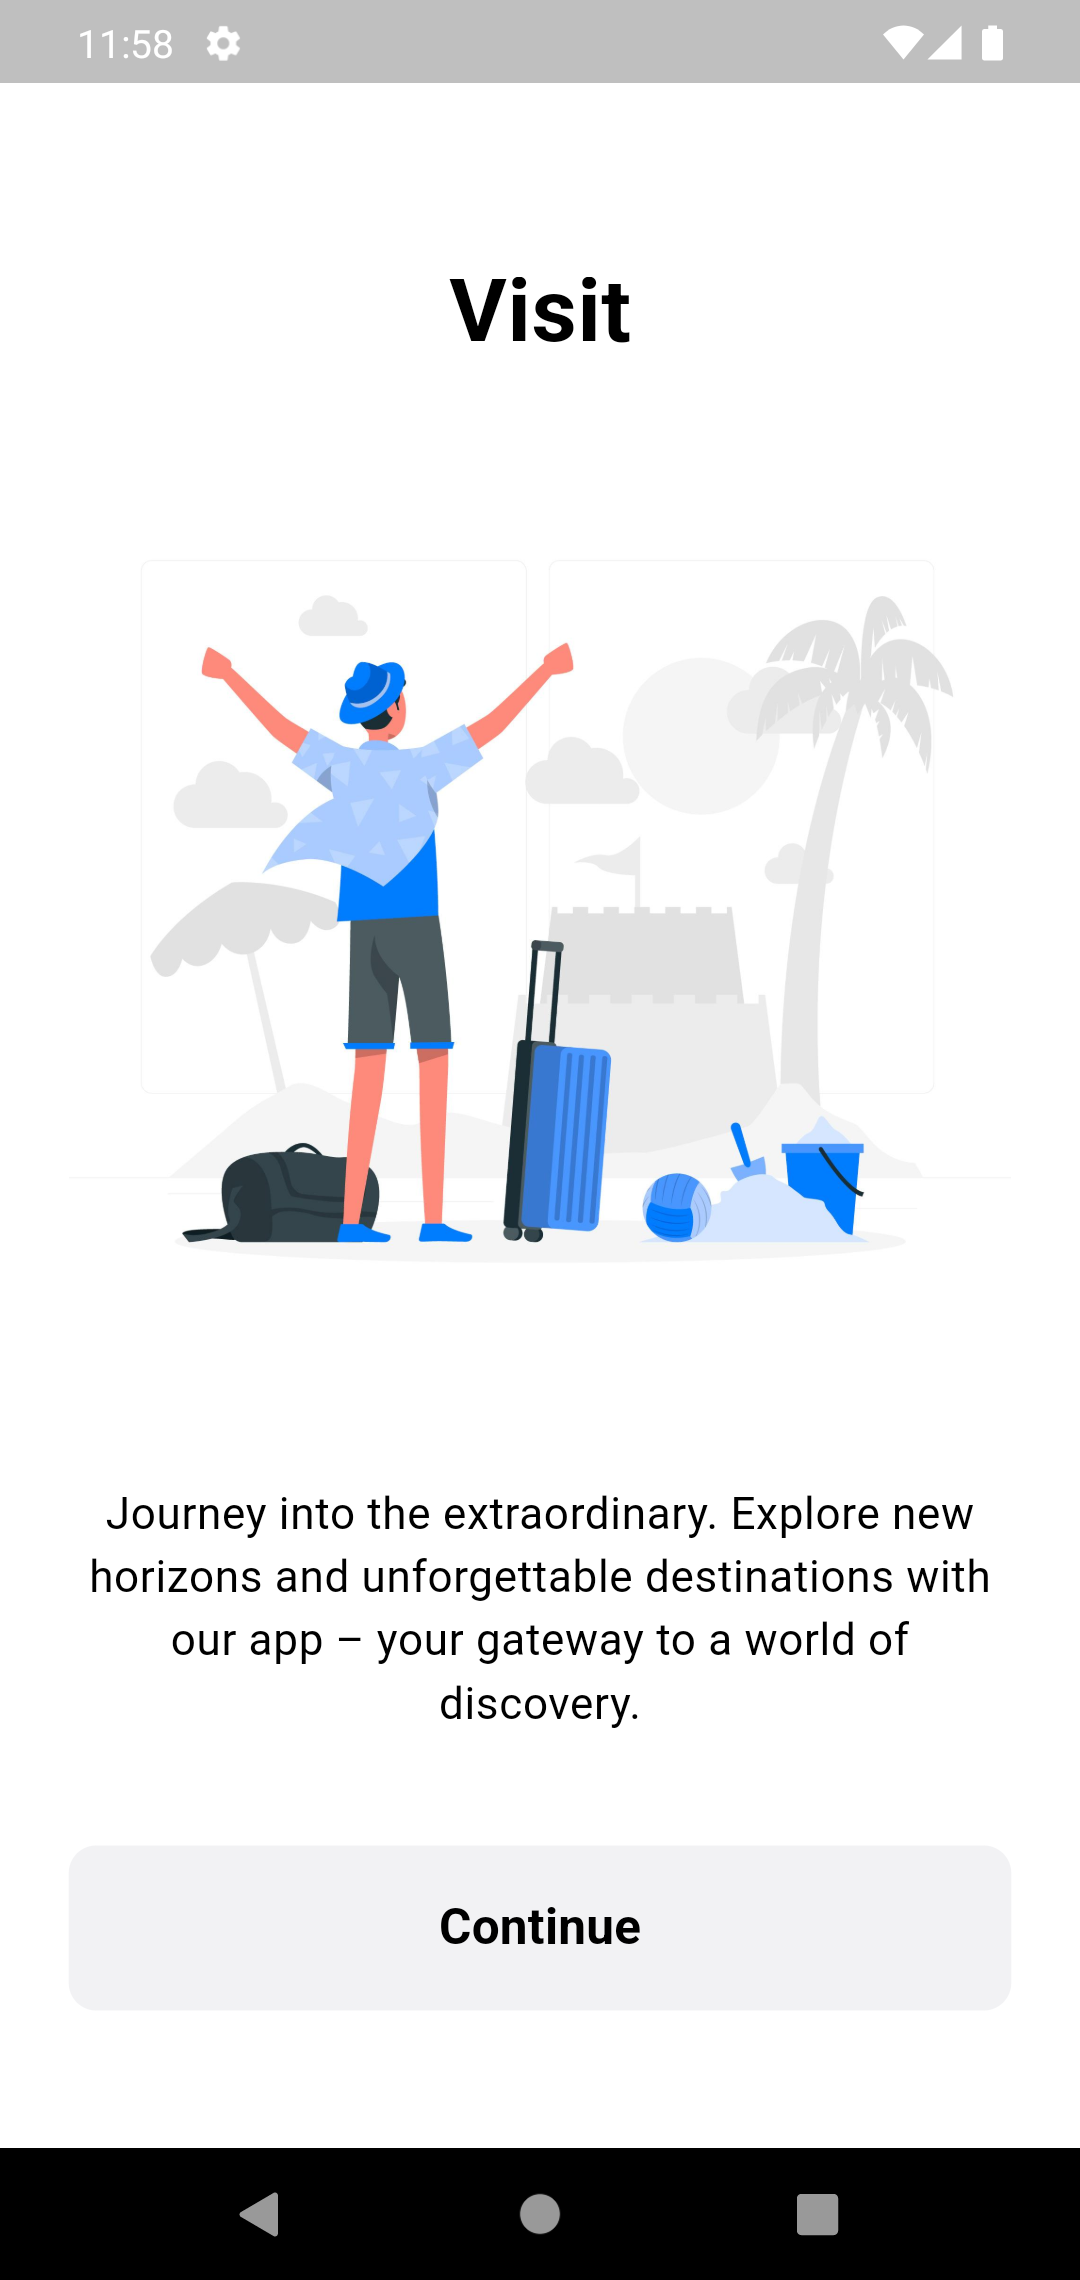 11:58
Visit
Journey into the extraordinary. Explore new
horizons and unforgettable destinations with
our app – your gateway to a world of
discovery.
Continue